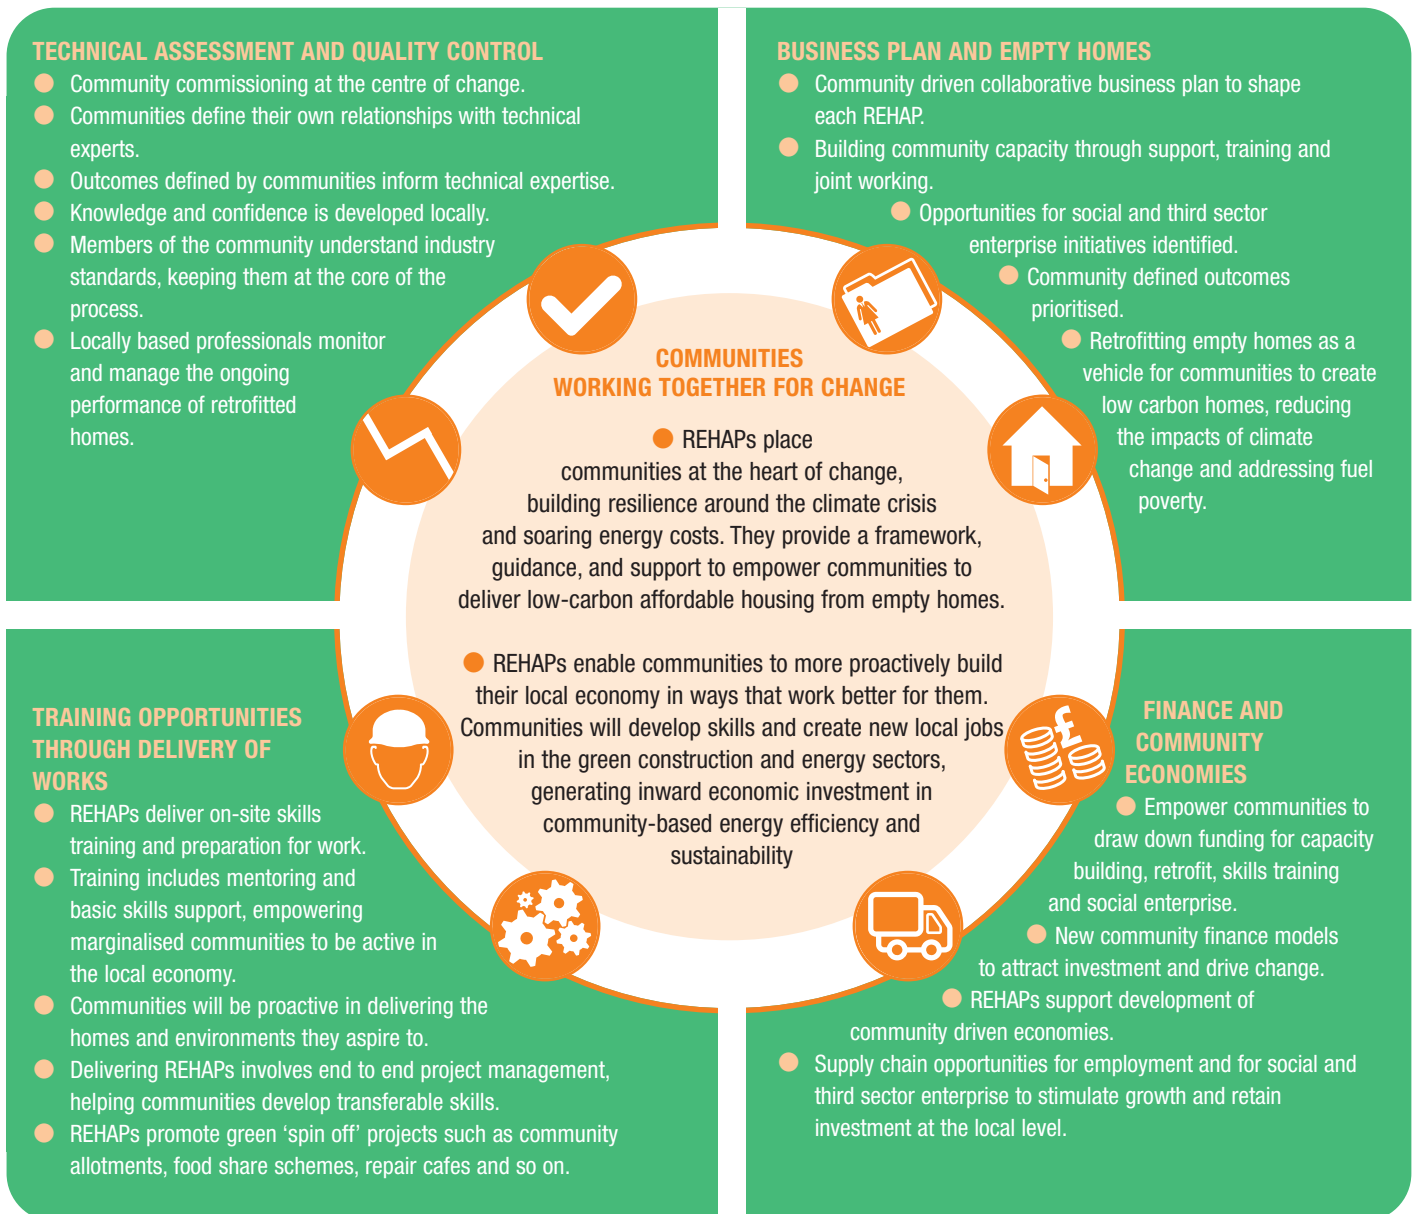 TECHNICAL ASSESSMENT AND QUALITY CONTROL
● Community commissioning at the centre of change.
● Communities define their own relationships with technical
experts.
● Outcomes defined by communities inform technical expertise.
● Knowledge and confidence is developed locally.
● Members of the community understand industry
standards, keeping them at the core of the
process.
● Locally based professionals monitor
and manage the ongoing
performance of retrofitted
homes.
BUSINESS PLAN AND EMPTY HOMES
● Community driven collaborative business plan to shape
each REHAP.
● Building community capacity through support, training and
joint working.
● Opportunities for social and third sector
enterprise initiatives identified.
● Community defined outcomes
prioritised.
● Retrofitting empty homes as a
vehicle for communities to create
low carbon homes, reducing
the impacts of climate
change and addressing fuel
poverty.
COMMUNITIES
WORKING TOGETHER FOR CHANGE
● REHAPs place
communities at the heart of change,
building resilience around the climate crisis
and soaring energy costs. They provide a framework,
guidance, and support to empower communities to
deliver low-carbon affordable housing from empty homes.
● REHAPs enable communities to more proactively build
their local economy in ways that work better for them.
Communities will develop skills and create new local jobs
in the green construction and energy sectors,
generating inward economic investment in
community-based energy efficiency and
sustainability
TRAINING OPPORTUNITIES
THROUGH DELIVERY OF
WORKS
● REHAPs deliver on-site skills
training and preparation for work.
● Training includes mentoring and
basic skills support, empowering
marginalised communities to be active in
the local economy.
● Communities will be proactive in delivering the
homes and environments they aspire to.
● Delivering REHAPs involves end to end project management,
helping communities develop transferable skills.
● REHAPs promote green ‘spin off’ projects such as community
allotments, food share schemes, repair cafes and so on.
£
FINANCE AND
COMMUNITY
ECONOMIES
● Empower communities to
draw down funding for capacity
building, retrofit, skills training
and social enterprise.
● New community finance models
to attract investment and drive change.
● REHAPs support development of
community driven economies.
● Supply chain opportunities for employment and for social and
third sector enterprise to stimulate growth and retain
investment at the local level.